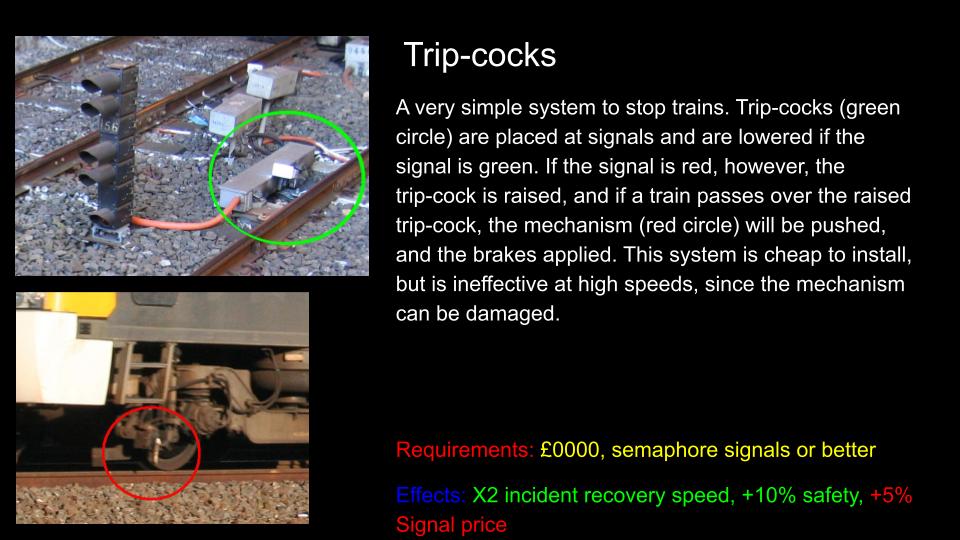 Trip-cocks
A very simple system to stop trains. Trip-cocks (green
circle) are placed at signals and are lowered if the
signal is green. If the signal is red, however, the
trip-cock is raised, and if a train passes over the raised
trip-cock, the mechanism (red circle) will be pushed,
and the brakes applied. This system is cheap to install,
but is ineffective at high speeds, since the mechanism
can be damaged.
Requirements: £0000, semaphore signals or better
Effects: X2 incident recovery speed, +10% safety, +5%
Signal price